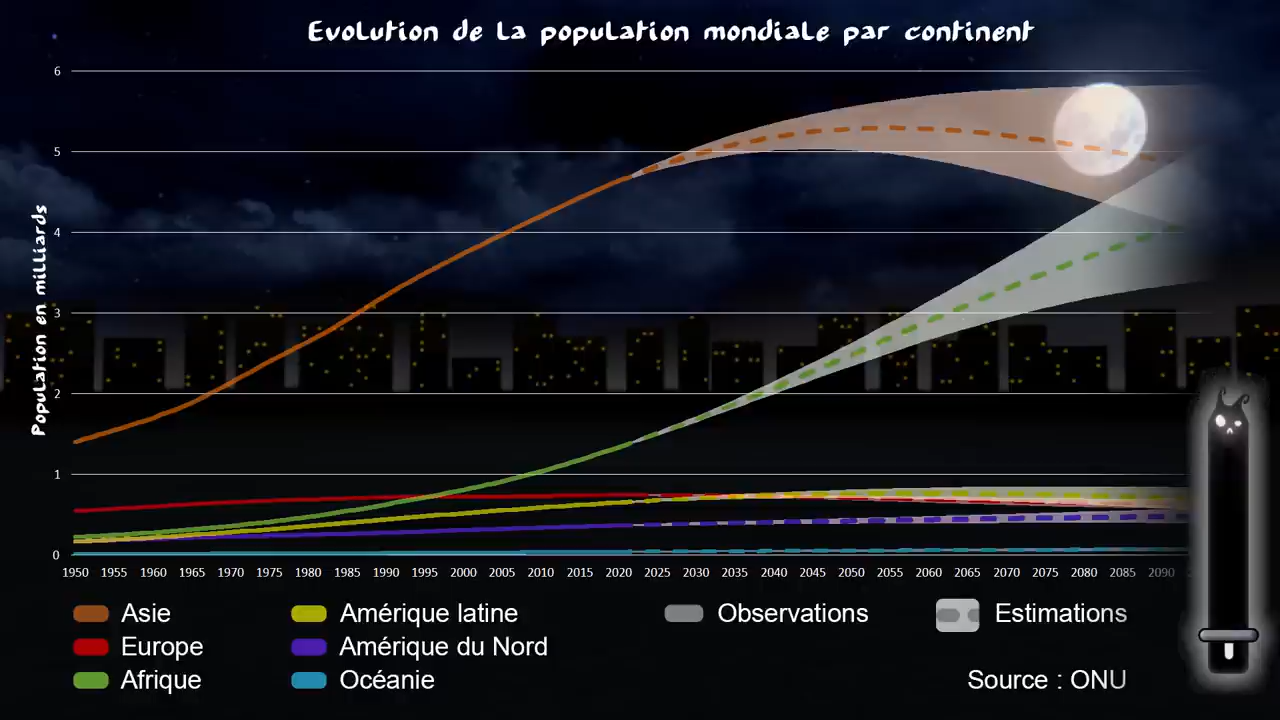 Evolution de la population mondiale par continent
Population en milliards
6
5
4
3
2
1
0
1950 1955 1960 1965 1970 1975 1980 1985 1990 1995 2000 2005 2010 2015 2020 2025 2030 2035 2040 2045 2050 2055 2060 2065 2070 2075 2080 2085 2090
Asie Amérique latine Observations Estimations
Europe Amérique du Nord
Afrique Océanie Source : ONU